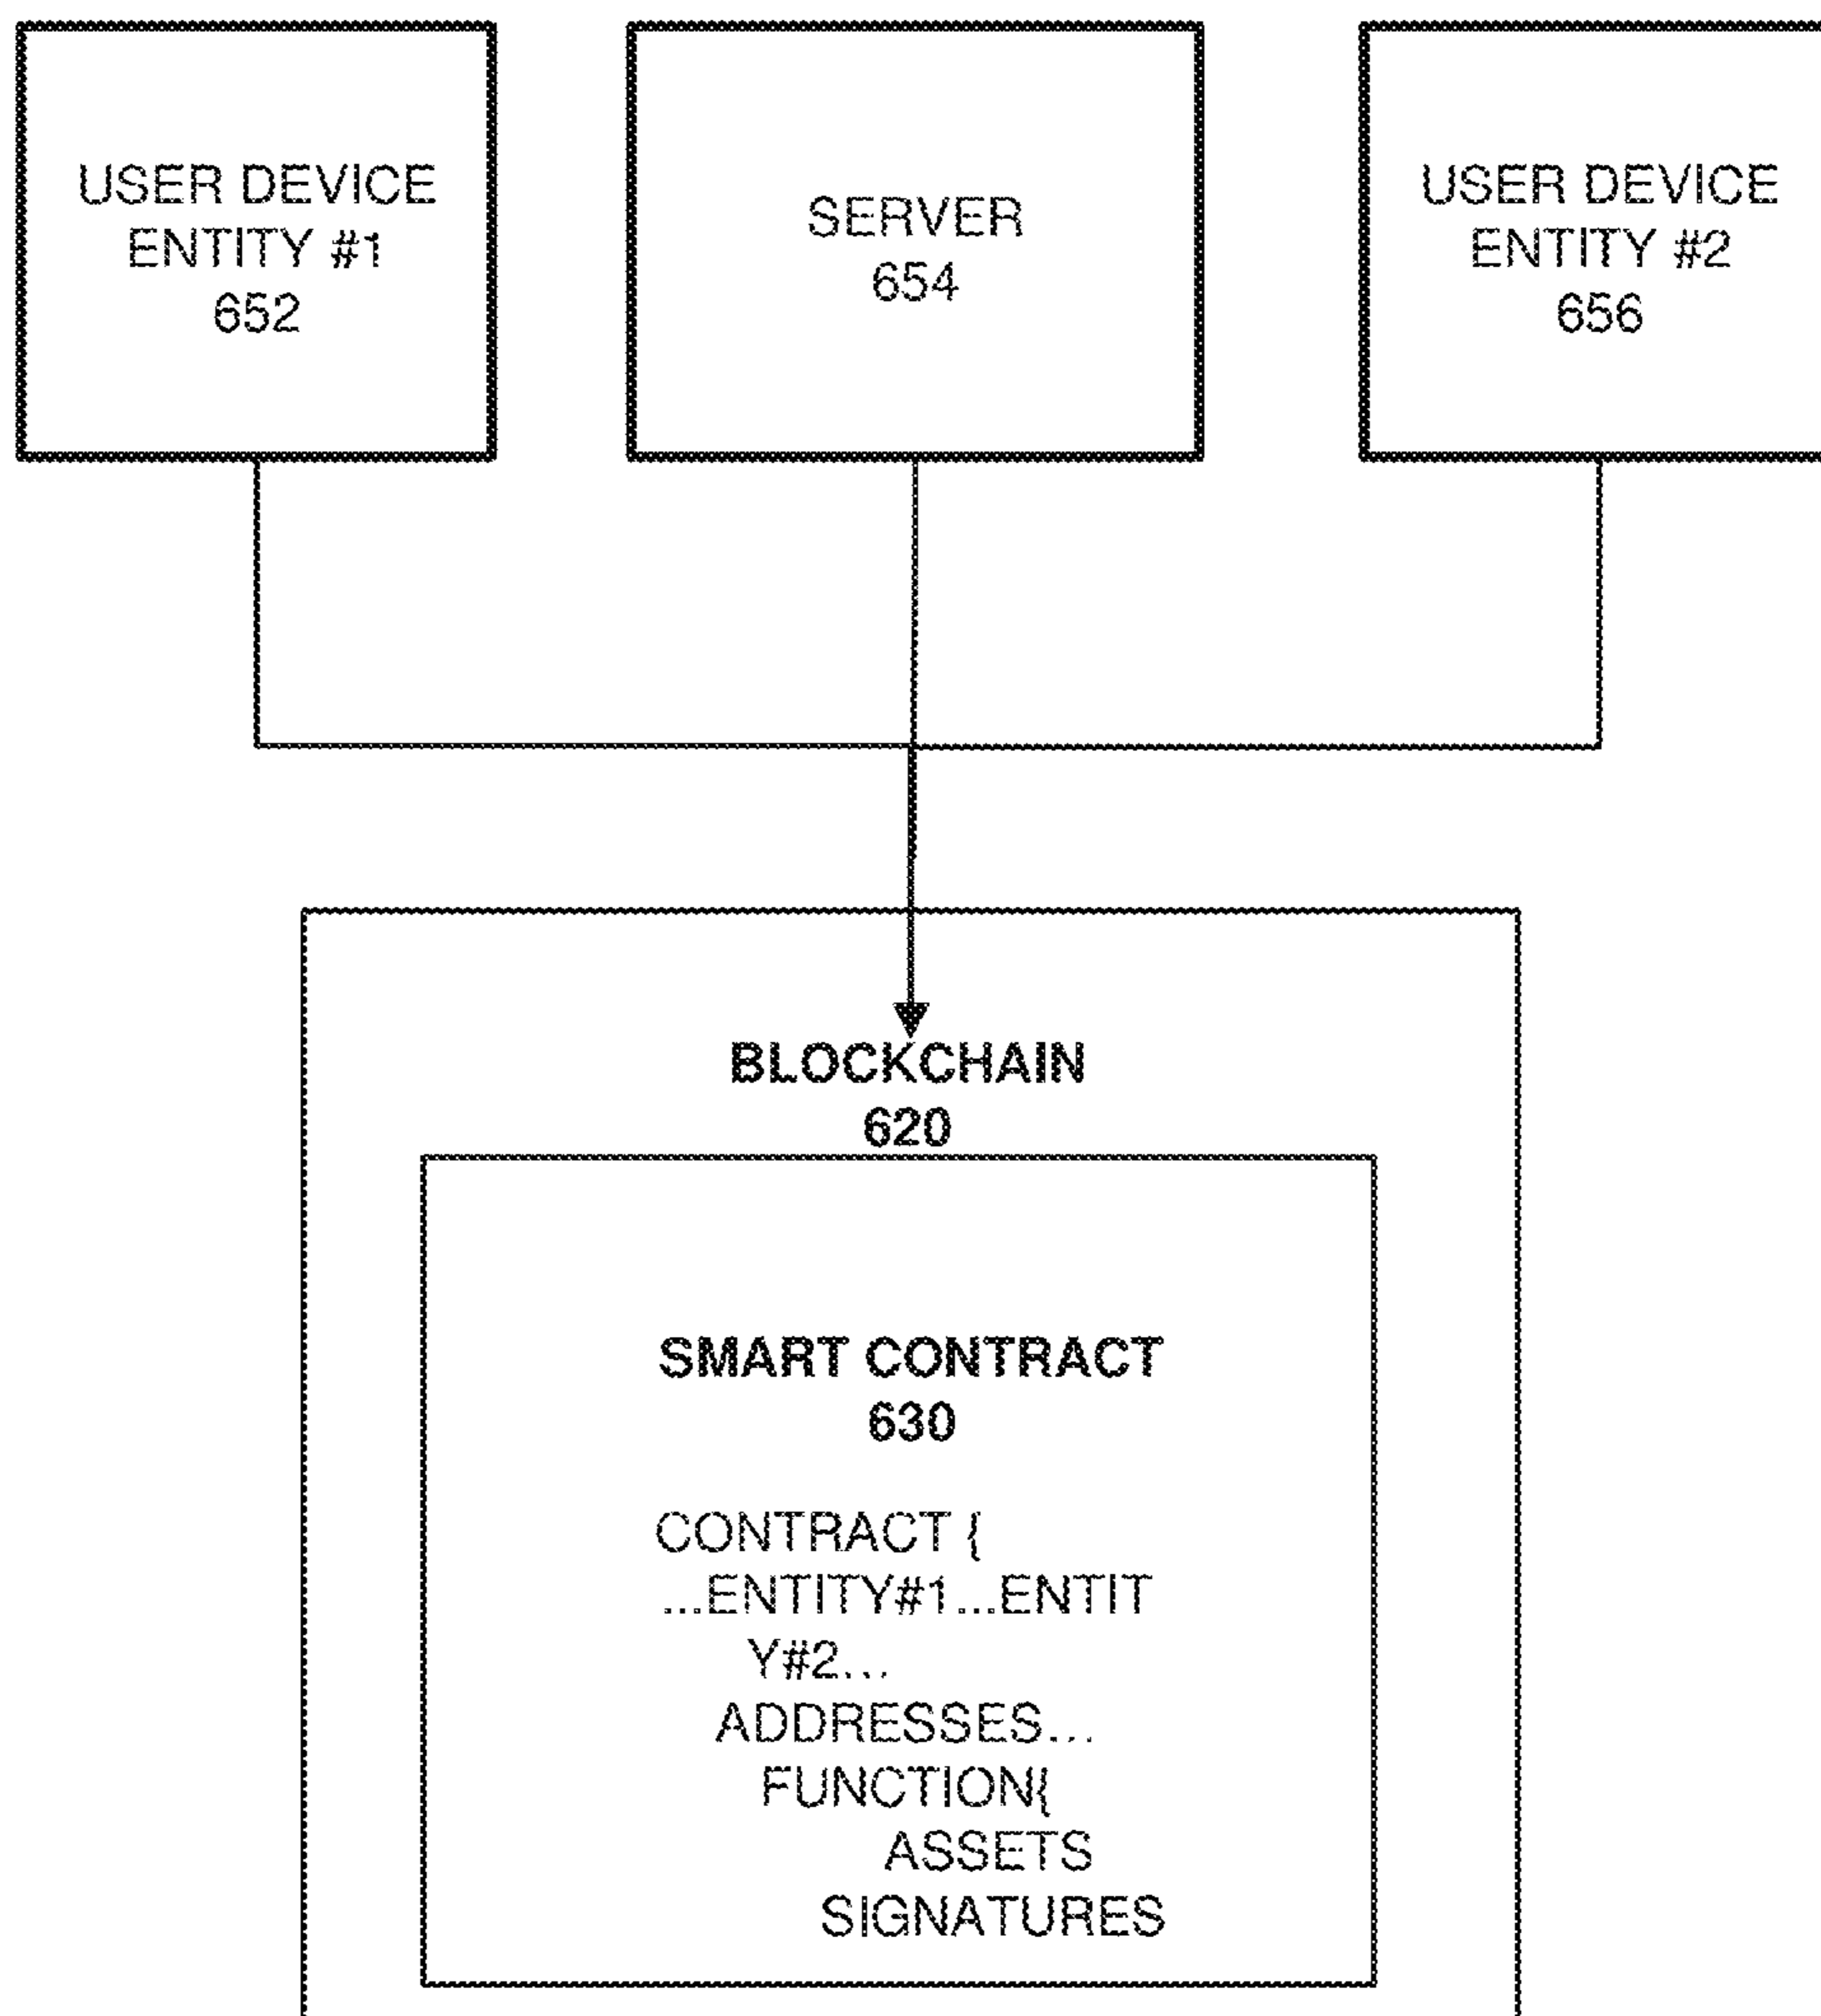 USER DEVICE
ENTITY #1
652
SERVER
654
USER DEVICE
ENTITY #2
656
BLOCKCHAIN
620
SMART CONTRACT
630
CONTRACT {
...ENTITY#1...ENTIT
Y#2...
ADDRESSES...
FUNCTION{
ASSETS
SIGNATURES